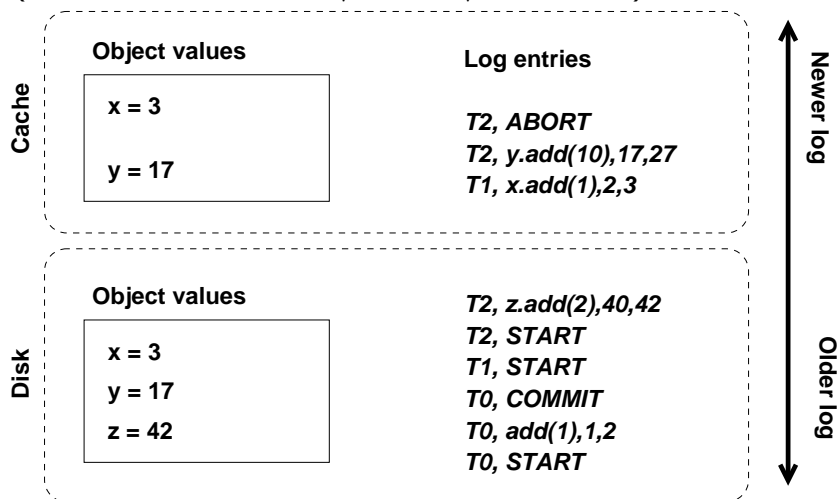 Cache
Object values
x = 3
y = 17
Log entries
T2, ABORT
T2, y.add(10),17,27
T1, x.add(1),2,3
Newer log
Disk
Object values
x = 3
y = 17
z = 42
T2, z.add(2),40,42
T2, START
T1, START
T0, COMMIT
T0, add(1),1,2
T0, START
Older log